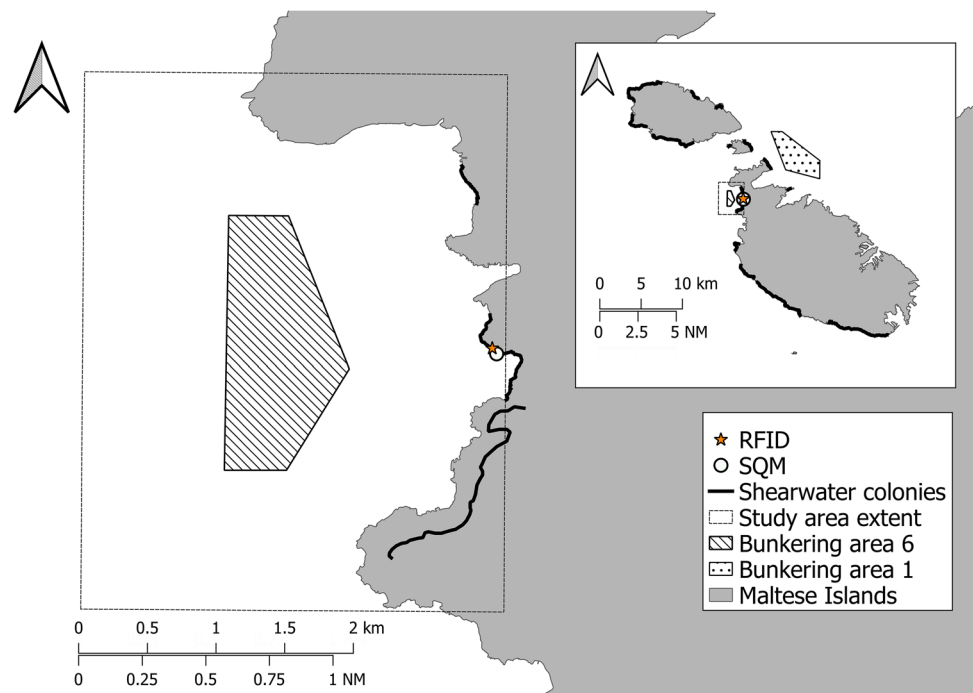 0 5 10 km
0 2.5 5 NM
RFID
SQM
Shearwater colonies
Study area extent
Bunkering area 6
Bunkering area 1
Maltese Islands
0 0.5 1 1.5 2 km
0 0.25 0.5 0.75 1 NM